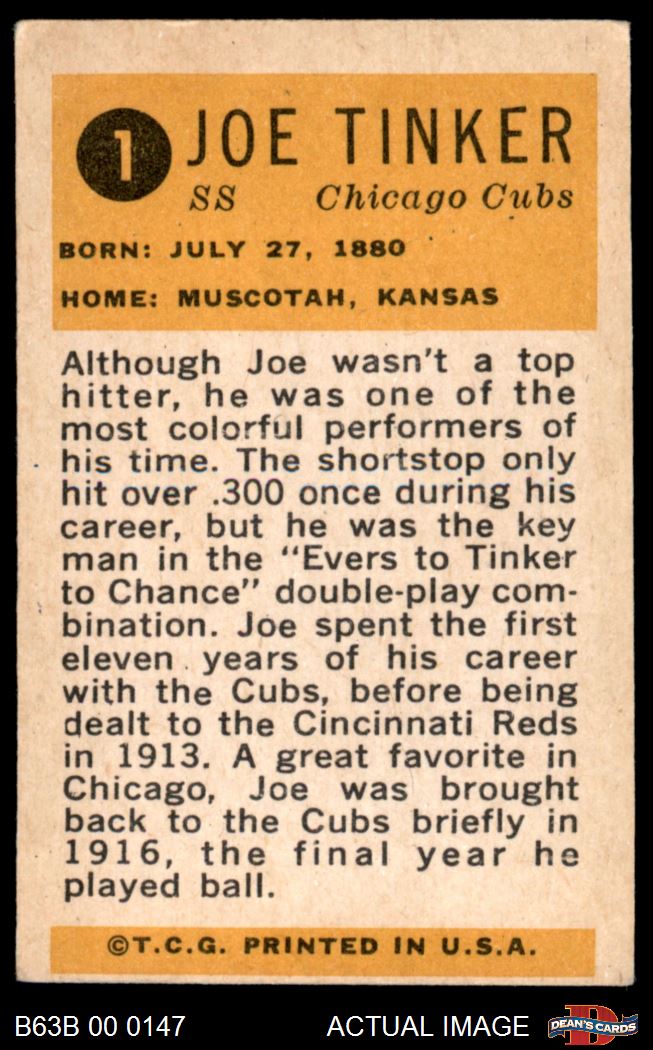 1 JOE TINKER
SS Chicago Cubs
BORN: JULY 27, 1880
HOME: MUSCOTAH, KANSAS
Although Joe wasn't a top
hitter, he was one of the
most colorful performers of
his time. The shortstop only
hit over .300 once during his
career, but he was the key
man in the "Evers to Tinker
to Chance" double-play com-
bination. Joe spent the first
eleven years of his career
with the Cubs, before being
dealt to the Cincinnati Reds
in 1913. A great favorite in
Chicago, Joe was brought
back to the Cubs briefly in
1916, the final year he
played ball.
©T.C.G. PRINTED IN U.S.A.
B63B 00 0147 ACTUAL IMAGE D DEAN'S CARDS